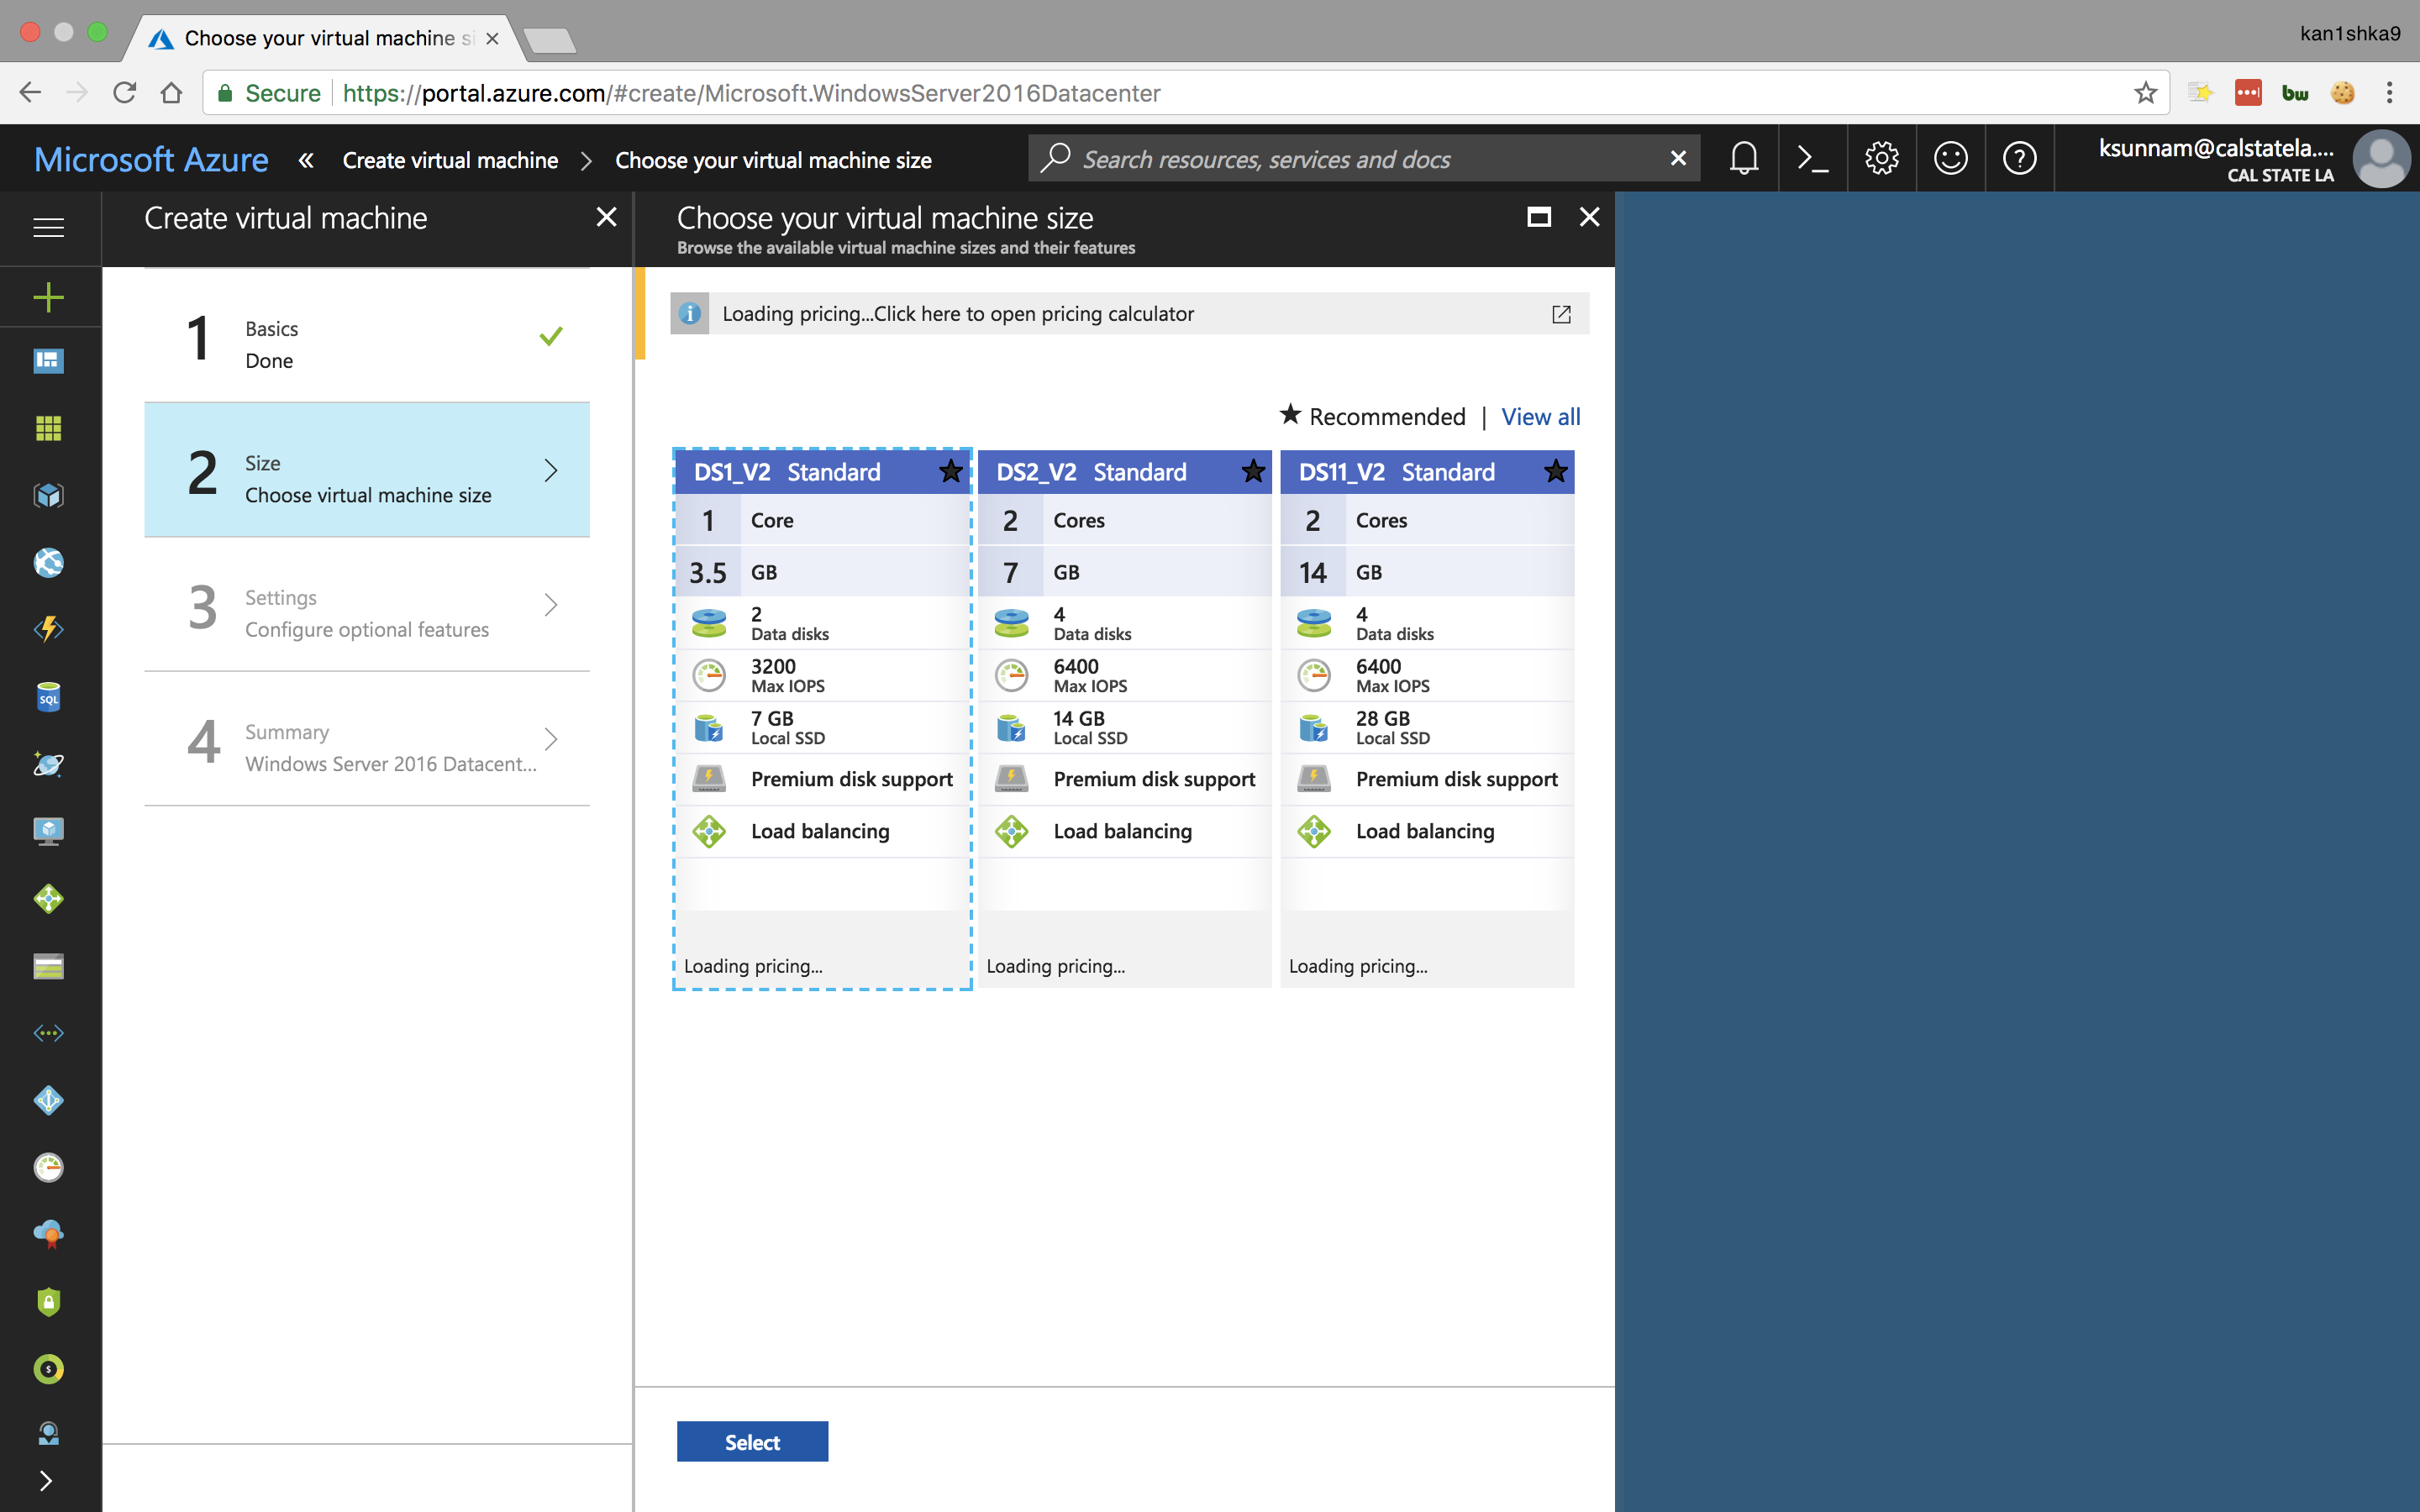 Choose your virtual machine si
kan1shka9
Secure
https://portal.azure.com/#create/Microsoft.WindowsServer2016Datacenter
bw
Microsoft Azure « Create virtual machine > Choose your virtual machine size
Search resources, services and docs
ksunnam@calstatela....
CAL STATE LA
Create virtual machine
1
Basics
Done
2
Size
Choose virtual machine size
3
Settings
Configure optional features
4
Summary
Windows Server 2016 Datacent...
SQL
Choose your virtual machine size
Browse the available virtual machine sizes and their features
Loading pricing...Click here to open pricing calculator
★ Recommended | View all
DS1_V2 Standard
1 Core
3.5 GB
2
Data disks
3200
Max IOPS
7 GB
Local SSD
Premium disk support
Load balancing
Loading pricing...
DS2_V2 Standard
2 Cores
7 GB
4
Data disks
6400
Max IOPS
14 GB
Local SSD
Premium disk support
Load balancing
Loading pricing...
DS11_V2 Standard
2 Cores
14 GB
4
Data disks
6400
Max IOPS
28 GB
Local SSD
Premium disk support
Load balancing
Loading pricing...
Select